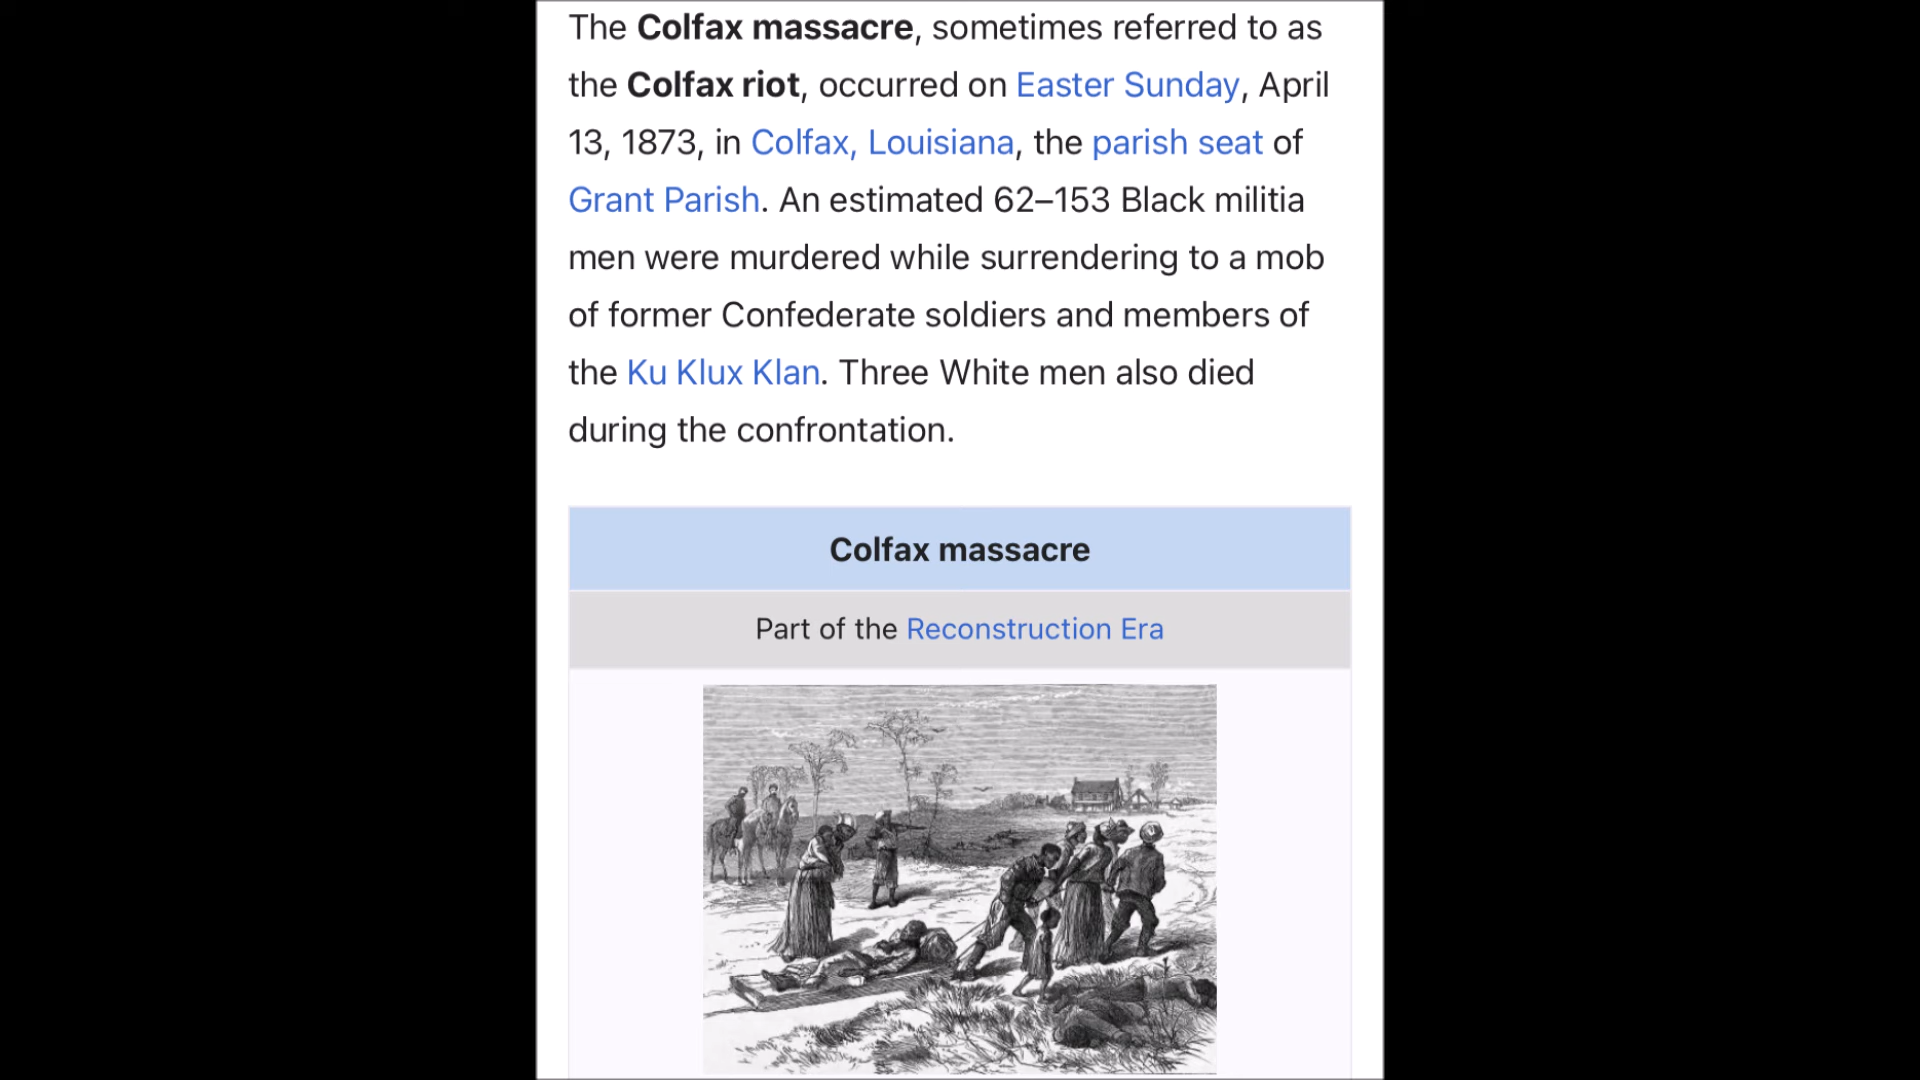 The Colfax massacre, sometimes referred to as
the Colfax riot, occurred on Easter Sunday, April
13, 1873, in Colfax, Louisiana, the parish seat of
Grant Parish. An estimated 62–153 Black militia
men were murdered while surrendering to a mob
of former Confederate soldiers and members of
the Ku Klux Klan. Three White men also died
during the confrontation.
Colfax massacre
Part of the Reconstruction Era